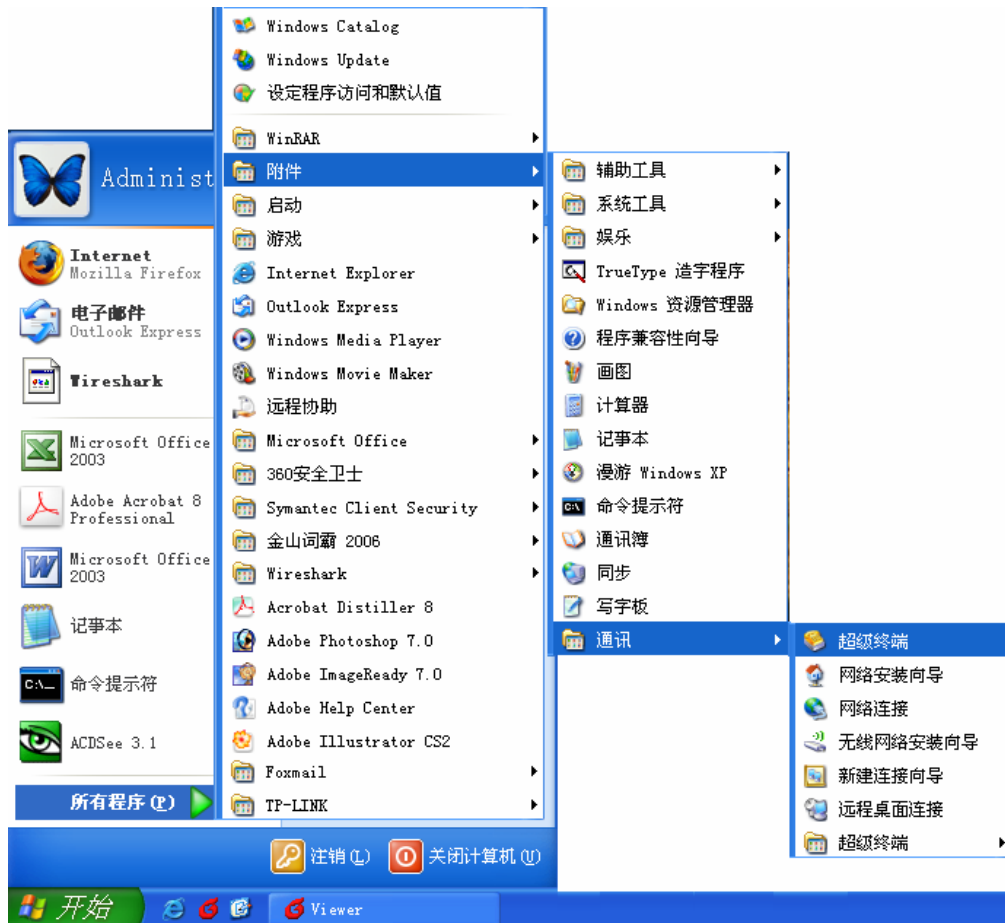 Windows Catalog
Windows Update
设定程序访问和默认值
WinRAR
附件
启动
游戏
Internet Explorer
Outlook Express
Windows Media Player
Windows Movie Maker
远程协助
Microsoft Office
360安全卫士
Symantec Client Security
金山词霸 2006
Wireshark
Acrobat Distiller 8
Adobe Photoshop 7.0
Adobe ImageReady 7.0
Adobe Help Center
Adobe Illustrator CS2
Foxmail
TP-LINK
Administ
Internet
Mozilla Firefox
电子邮件
Outlook Express
Wireshark
Microsoft Office
2003
Adobe Acrobat 8
Professional
Microsoft Office
2003
记事本
命令提示符
ACDSee 3.1
所有程序(P)
辅助工具
系统工具
娱乐
TrueType 造字程序
Windows 资源管理器
程序兼容性向导
画图
计算器
记事本
漫游 Windows XP
命令提示符
通讯簿
同步
写字板
通讯
超级终端
网络安装向导
网络连接
无线网络安装向导
新建连接向导
远程桌面连接
超级终端
注销(L)
关闭计算机(U)
开始
Viewer